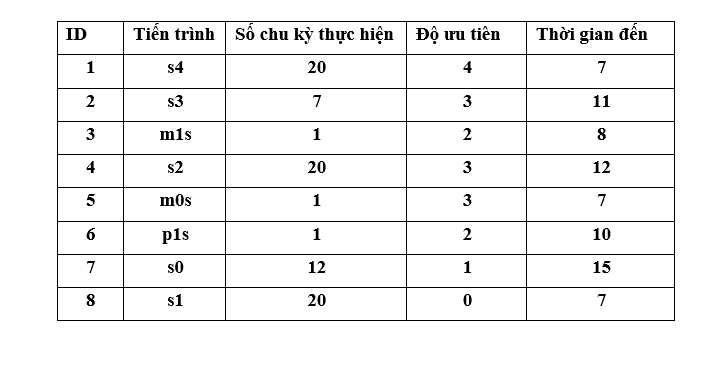 ID Tiến trình Số chu kỳ thực hiện Độ ưu tiên Thời gian đến
1 s4 20 4 7
2 s3 7 3 11
3 m1s 1 2 8
4 s2 20 3 12
5 m0s 1 3 7
6 p1s 1 2 10
7 s0 12 1 15
8 s1 20 0 7